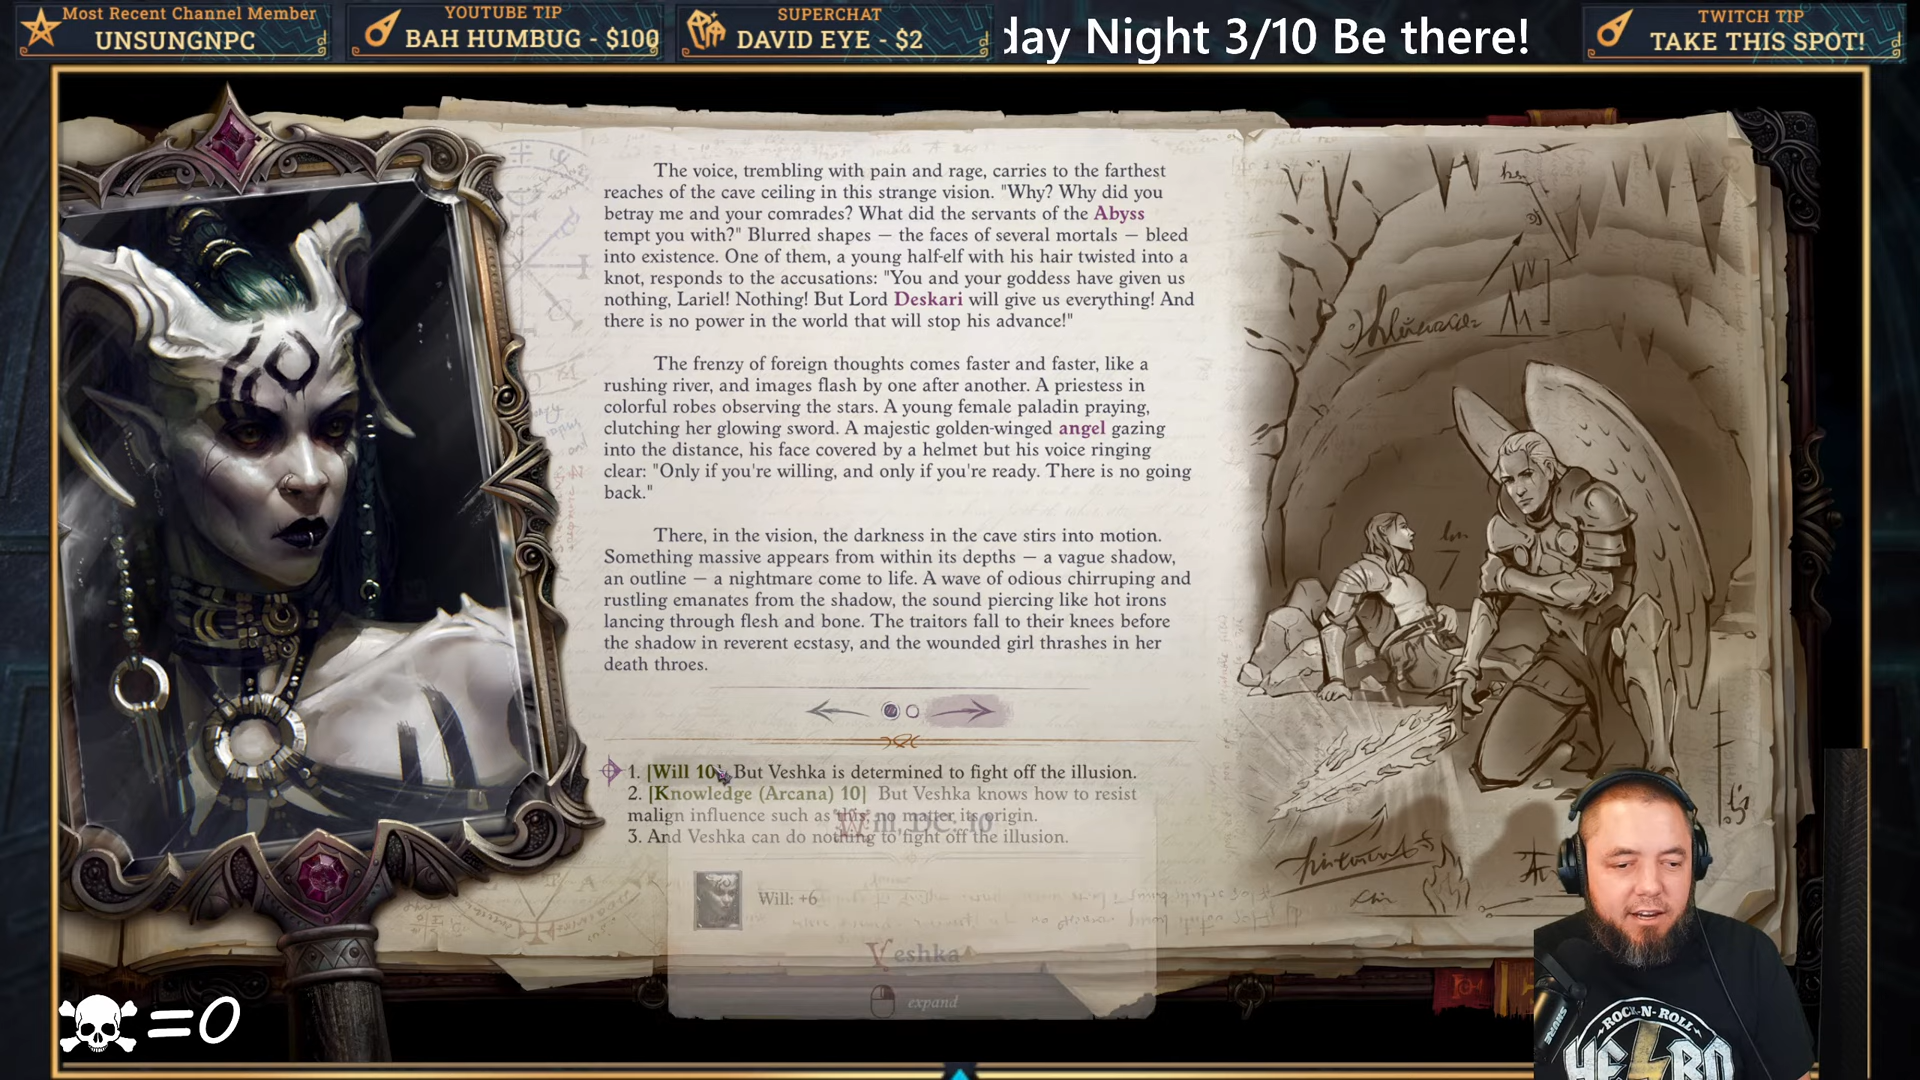 Most Recent Channel Member
UNSUNGNPC
YOUTUBE TIP
BAH HUMBUG - $100
SUPERCHAT
DAVID EYE - $2
day Night 3/10 Be there!
TWITCH TIP
TAKE THIS SPOT!
The voice, trembling with pain and rage, carries to the farthest
reaches of the cave ceiling in this strange vision. "Why? Why did you
betray me and your comrades? What did the servants of the Abyss
tempt you with?" Blurred shapes — the faces of several mortals — bleed
into existence. One of them, a young half-elf with his hair twisted into a
knot, responds to the accusations: "You and your goddess have given us
nothing, Lariel! Nothing! But Lord Deskari will give us everything! And
there is no power in the world that will stop his advance!"
The frenzy of foreign thoughts comes faster and faster, like a
rushing river, and images flash by one after another. A priestess in
colorful robes observing the stars. A young female paladin praying,
clutching her glowing sword. A majestic golden-winged angel gazing
into the distance, his face covered by a helmet but his voice ringing
clear: "Only if you're willing, and only if you're ready. There is no going
back."
There, in the vision, the darkness in the cave stirs into motion.
Something massive appears from within its depths — a vague shadow,
an outline — a nightmare come to life. A wave of odious chirruping and
rustling emanates from the shadow, the sound piercing like hot irons
lancing through flesh and bone. The traitors fall to their knees before
the shadow in reverent ecstasy, and the wounded girl thrashes in her
death throes.
1. [Will 10] But Veshka is determined to fight off the illusion.
2. [Knowledge (Arcana) 10] But Veshka knows how to resist
malign influence such as this, no matter its origin.
3. And Veshka can do nothing to fight off the illusion.
Will, DC: 10
Will: +6
Veshka
expand
=0
ROCK-N-ROLL